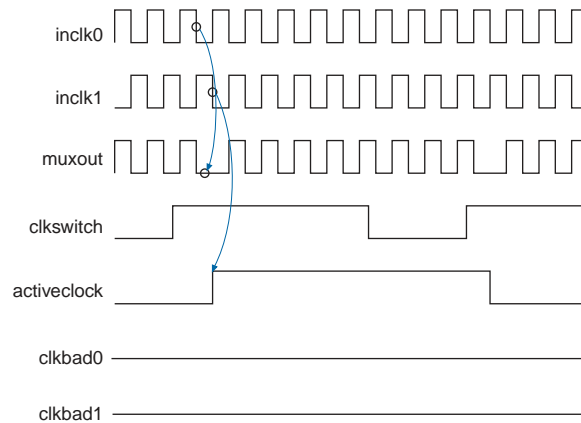 inclk0
inclk1
muxout
clkswitch
activeclock
clkbad0
clkbad1